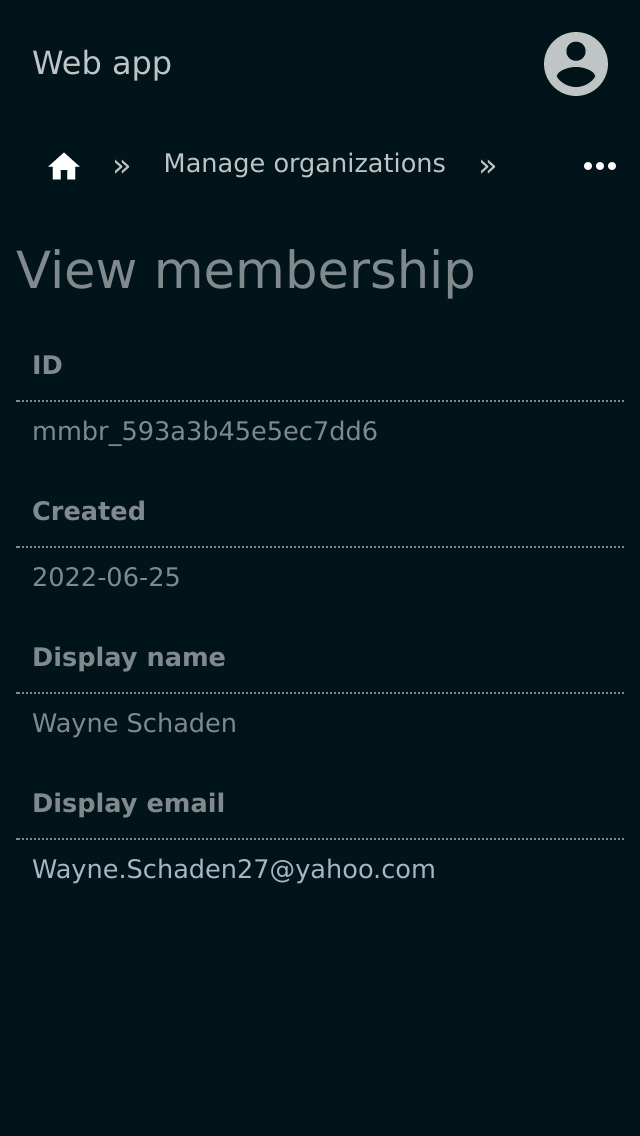 Web app
» Manage organizations »
View membership
ID
mmbr_593a3b45e5ec7dd6
Created
2022-06-25
Display name
Wayne Schaden
Display email
Wayne.Schaden27@yahoo.com